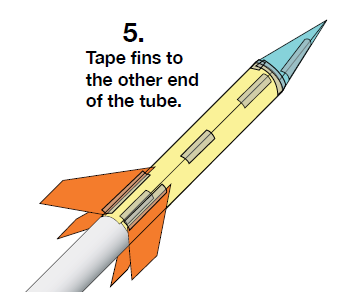 5.
Tape fins to
the other end
of the tube.